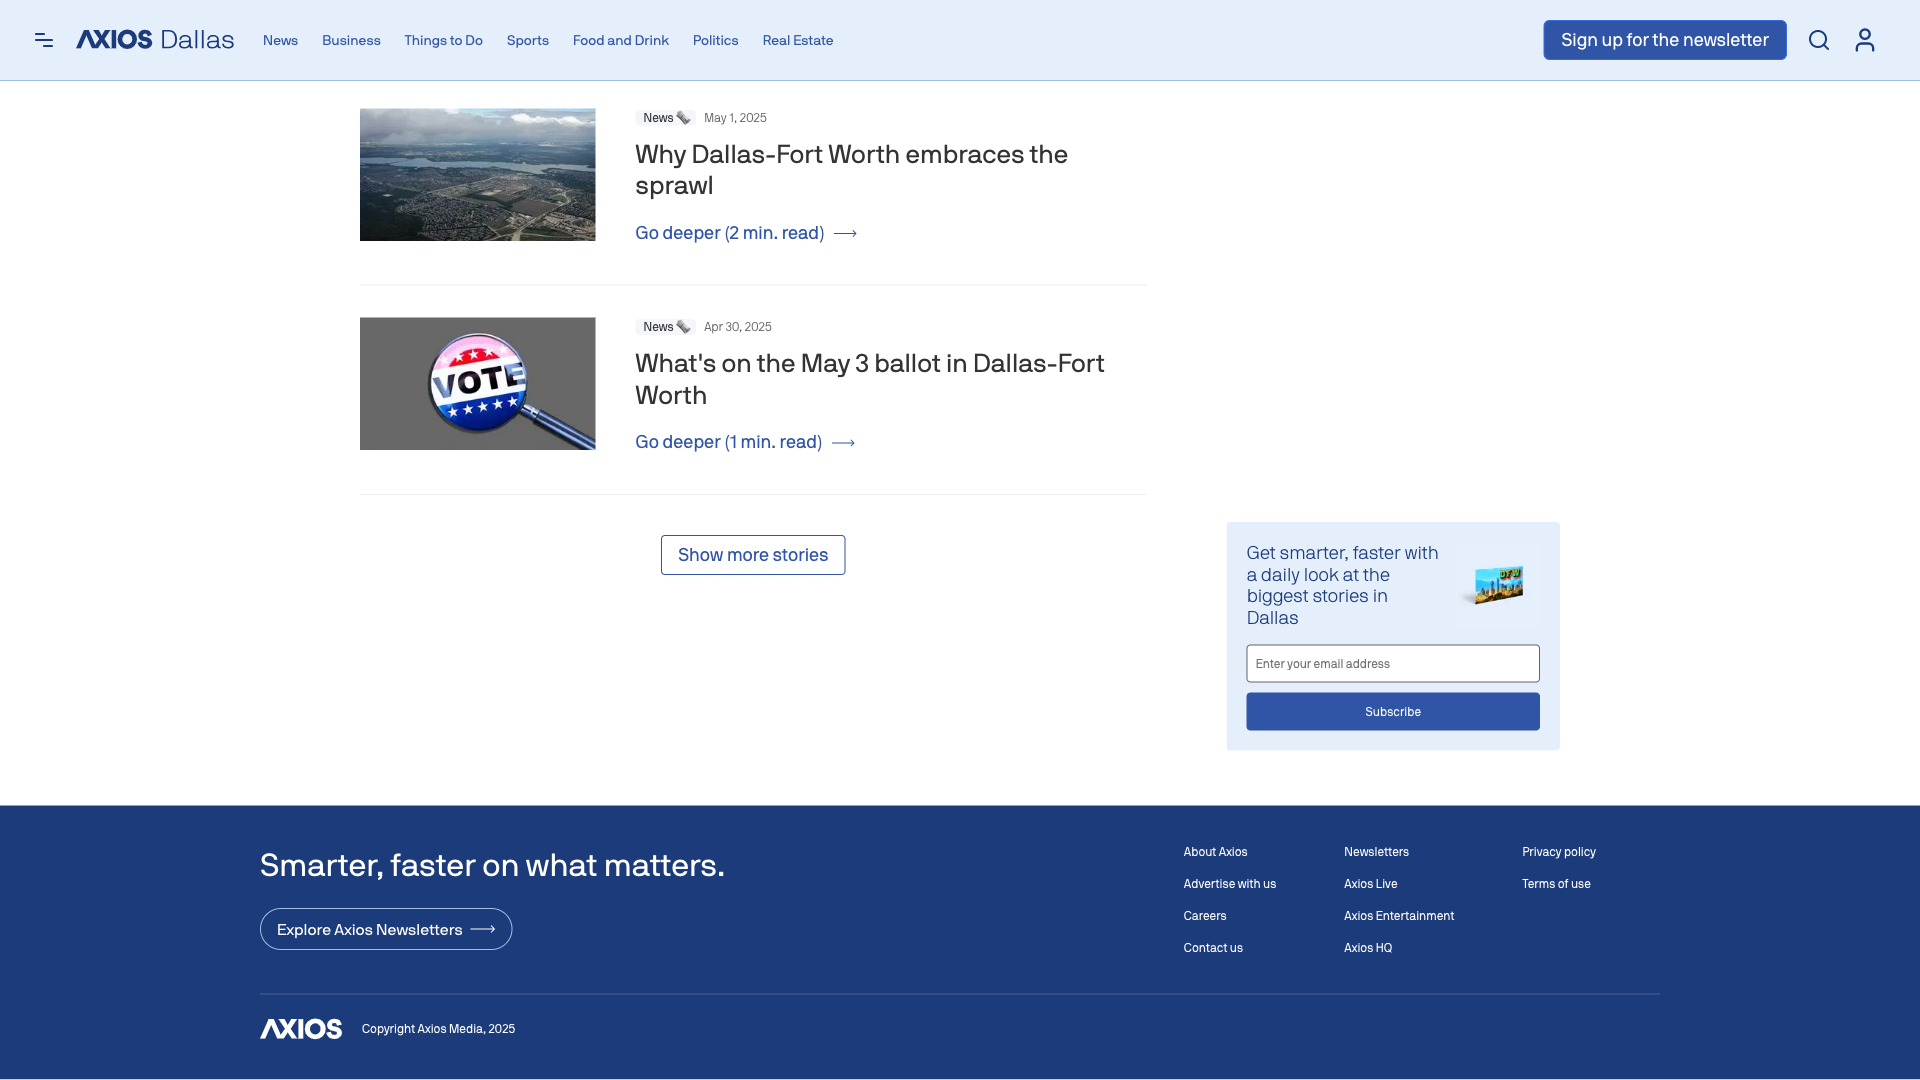 AXIOS Dallas
News
Business
Things to Do
Sports
Food and Drink
Politics
Real Estate
Sign up for the newsletter
News
May 1, 2025
Why Dallas-Fort Worth embraces the
sprawl
Go deeper (2 min. read)
VOTE
News
Apr 30, 2025
What's on the May 3 ballot in Dallas-Fort
Worth
Go deeper (1 min. read)
Show more stories
Get smarter, faster with
a daily look at the
biggest stories in
Dallas
DFW
Enter your email address
Subscribe
Smarter, faster on what matters.
Explore Axios Newsletters
About Axios
Advertise with us
Careers
Contact us
Newsletters
Axios Live
Axios Entertainment
Axios HQ
Privacy policy
Terms of use
AXIOS
Copyright Axios Media, 2025